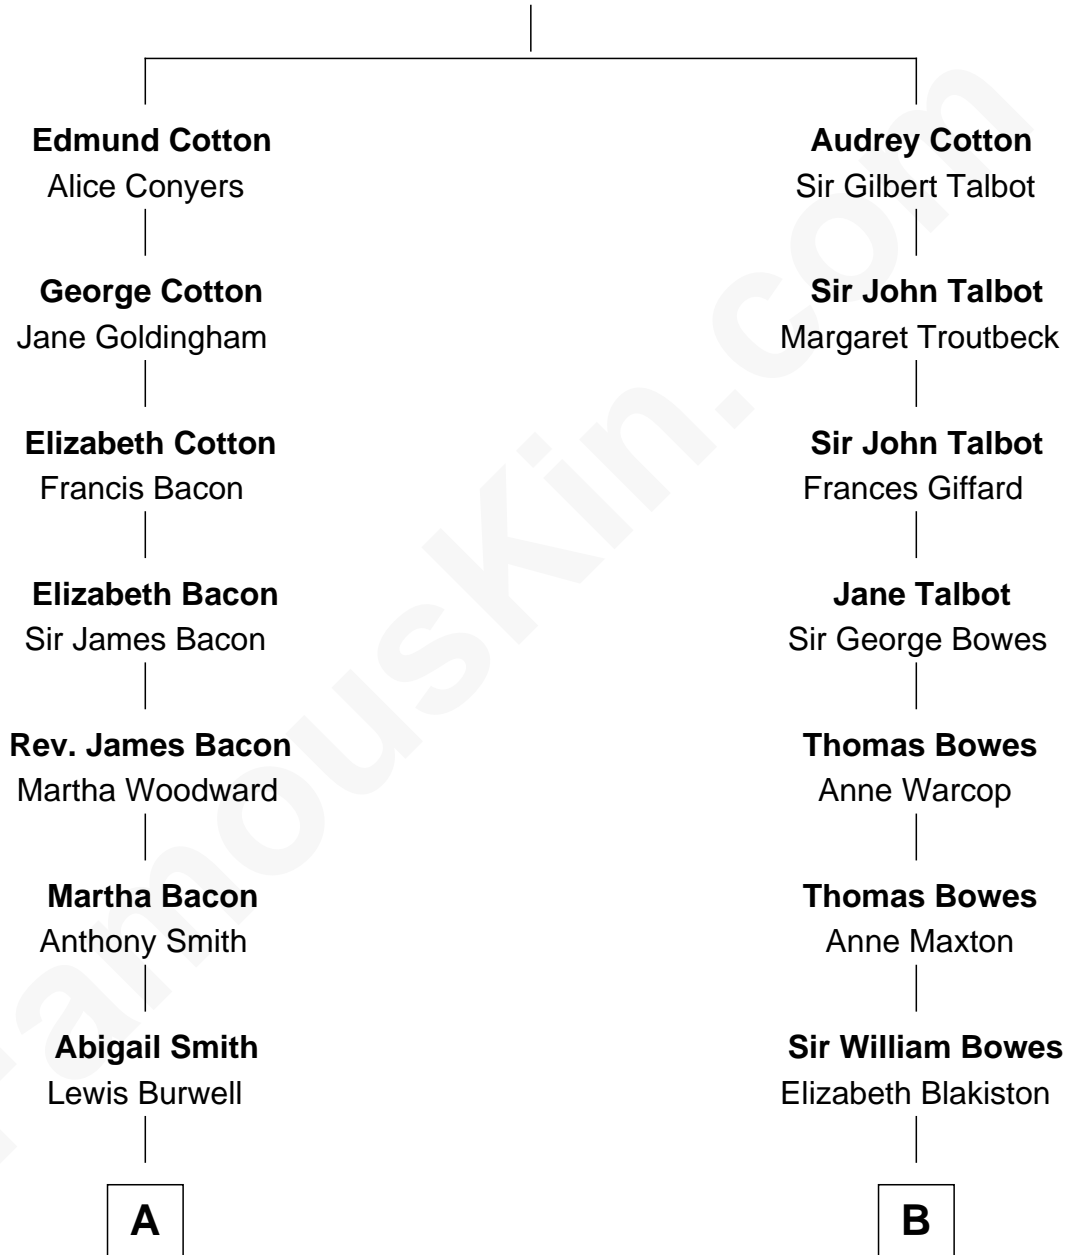 Edmund Cotton
Alice Conyers
George Cotton
Jane Goldingham
Elizabeth Cotton
Francis Bacon
Elizabeth Bacon
Sir James Bacon
Rev. James Bacon
Martha Woodward
Martha Bacon
Anthony Smith
Abigail Smith
Lewis Burwell
A
Audrey Cotton
Sir Gilbert Talbot
Sir John Talbot
Margaret Troutbeck
Sir John Talbot
Frances Giffard
Jane Talbot
Sir George Bowes
Thomas Bowes
Anne Warcop
Thomas Bowes
Anne Maxton
Sir William Bowes
Elizabeth Blakiston
B
FamousKin.com